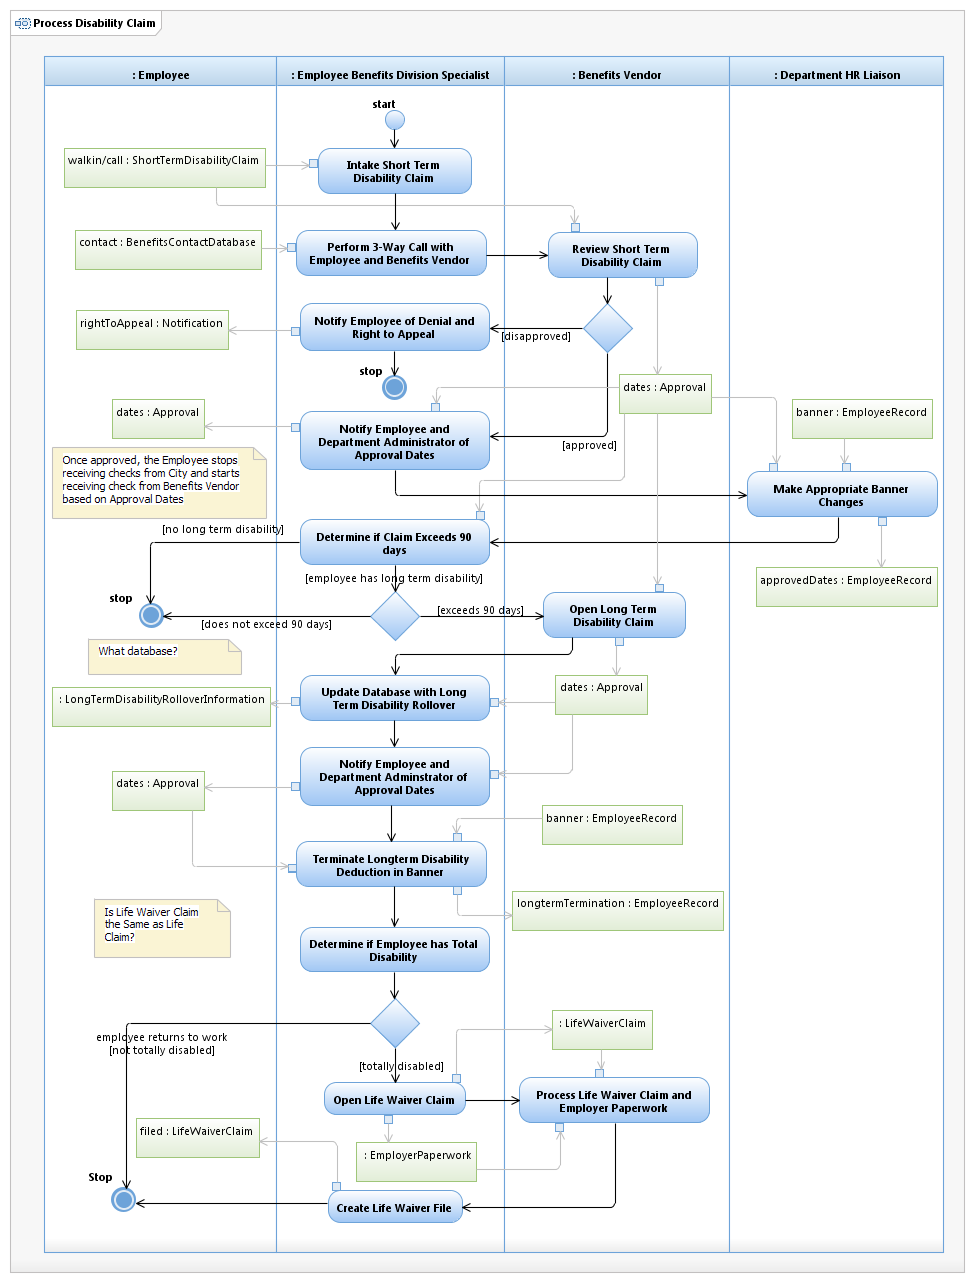 Process Disability Claim
: Employee
: Employee Benefits Division Specialist
: Benefits Vendor
: Department HR Liaison
start
walkin/call : ShortTermDisabilityClaim
Intake Short Term
Disability Claim
contact : BenefitsContactDatabase
Perform 3-Way Call with
Employee and Benefits Vendor
Review Short Term
Disability Claim
rightToAppeal : Notification
Notify Employee of Denial and
Right to Appeal
[disapproved]
stop
dates : Approval
dates : Approval
banner : EmployeeRecord
Notify Employee and
Department Administrator of
Approval Dates
[approved]
Once approved, the Employee stops
receiving checks from City and starts
receiving check from Benefits Vendor
based on Approval Dates
Make Appropriate Banner
Changes
[no long term disability]
Determine if Claim Exceeds 90
days
[employee has long term disability]
approvedDates : EmployeeRecord
stop
[does not exceed 90 days]
[exceeds 90 days]
Open Long Term
Disability Claim
What database?
: LongTermDisabilityRolloverInformation
Update Database with Long
Term Disability Rollover
dates : Approval
dates : Approval
Notify Employee and
Department Adminstrator of
Approval Dates
banner : EmployeeRecord
Terminate Longterm Disability
Deduction in Banner
longtermTermination : EmployeeRecord
Is Life Waiver Claim
the Same as Life
Claim?
Determine if Employee has Total
Disability
employee returns to work
[not totally disabled]
[totally disabled]
: LifeWaiverClaim
Open Life Waiver Claim
Process Life Waiver Claim and
Employer Paperwork
filed : LifeWaiverClaim
: EmployerPaperwork
Stop
Create Life Waiver File